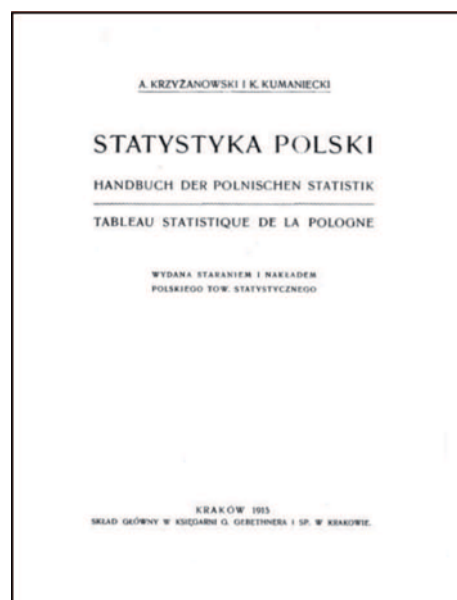 A. KRZYŻANOWSKI I K. KUMANIECKI
STATYSTYKA POLSKI
HANDBUCH DER POLNISCHEN STATISTIK
TABLEAU STATISTIQUE DE LA POLOGNE
WYDANA STARANIEM I NAKŁADEM
POLSKIEGO TOW. STATYSTYCZNEGO
KRAKÓW 1915
SKŁAD GŁÓWNY W KSIĘGARNI G. GEBETHNERA I SP. W KRAKOWIE.